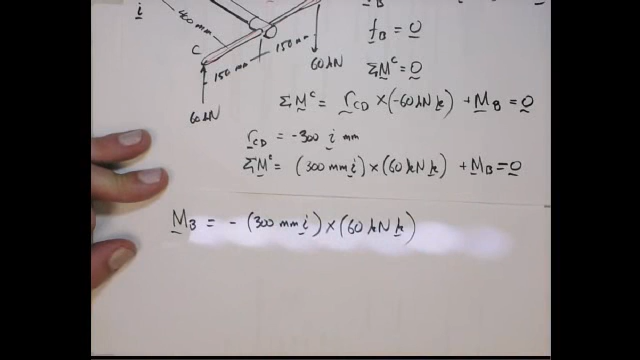 i
400 mm
C
150 mm
150 mm
60 kN
60 kN
f_B = 0
ΣM^C = 0
ΣM^C = r_CD × (-60 kN k) + M_B = 0
r_CD = -300 i mm
ΣM^C = (300 mm i) × (60 kN k) + M_B = 0
M_B = - (300 mm i) × (60 kN k)